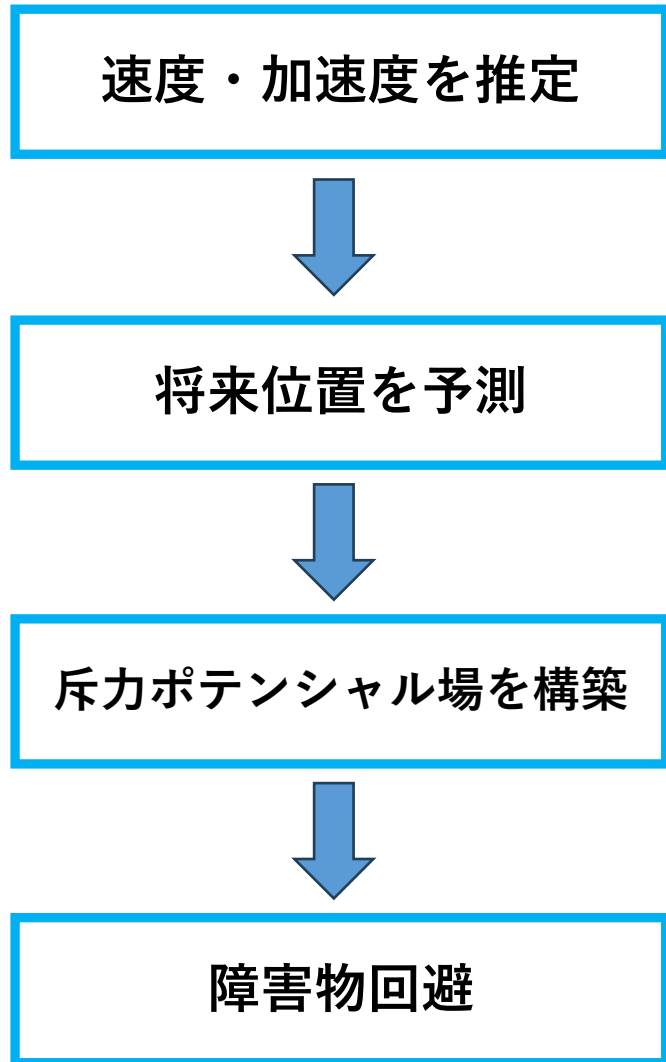 速度・加速度を推定
将来位置を予測
斥力ポテンシャル場を構築
障害物回避